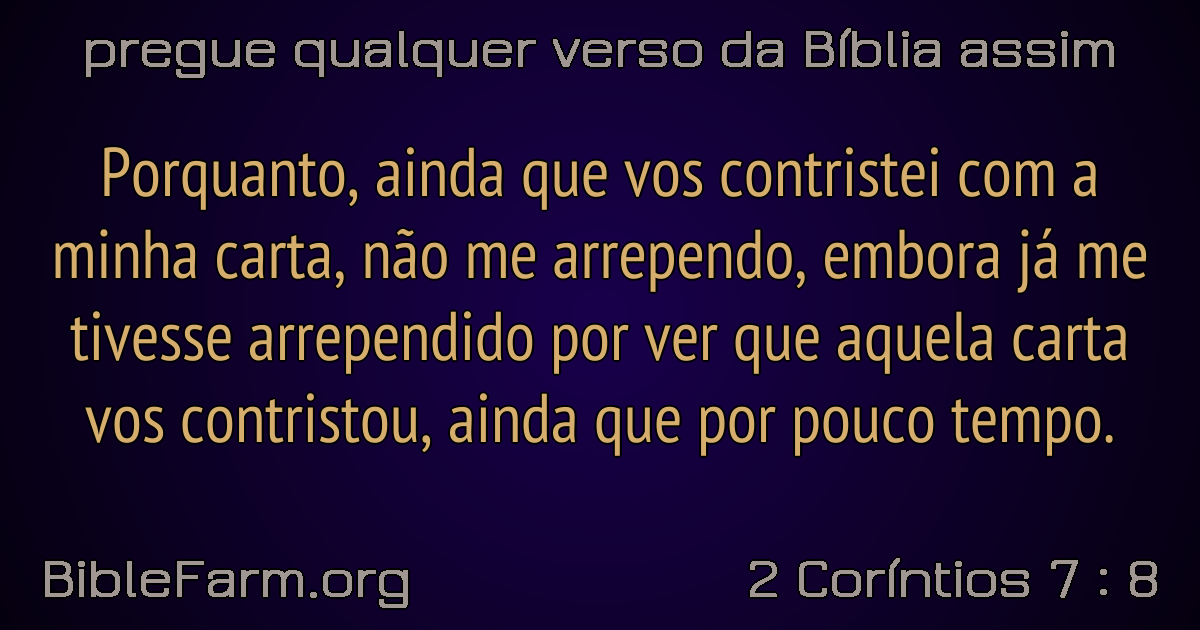 pregue qualquer verso da Bíblia assim
Porquanto, ainda que vos contristei com a
minha carta, não me arrependo, embora já me
tivesse arrependido por ver que aquela carta
vos contristou, ainda que por pouco tempo.
BibleFarm.org
2 Coríntios 7 : 8